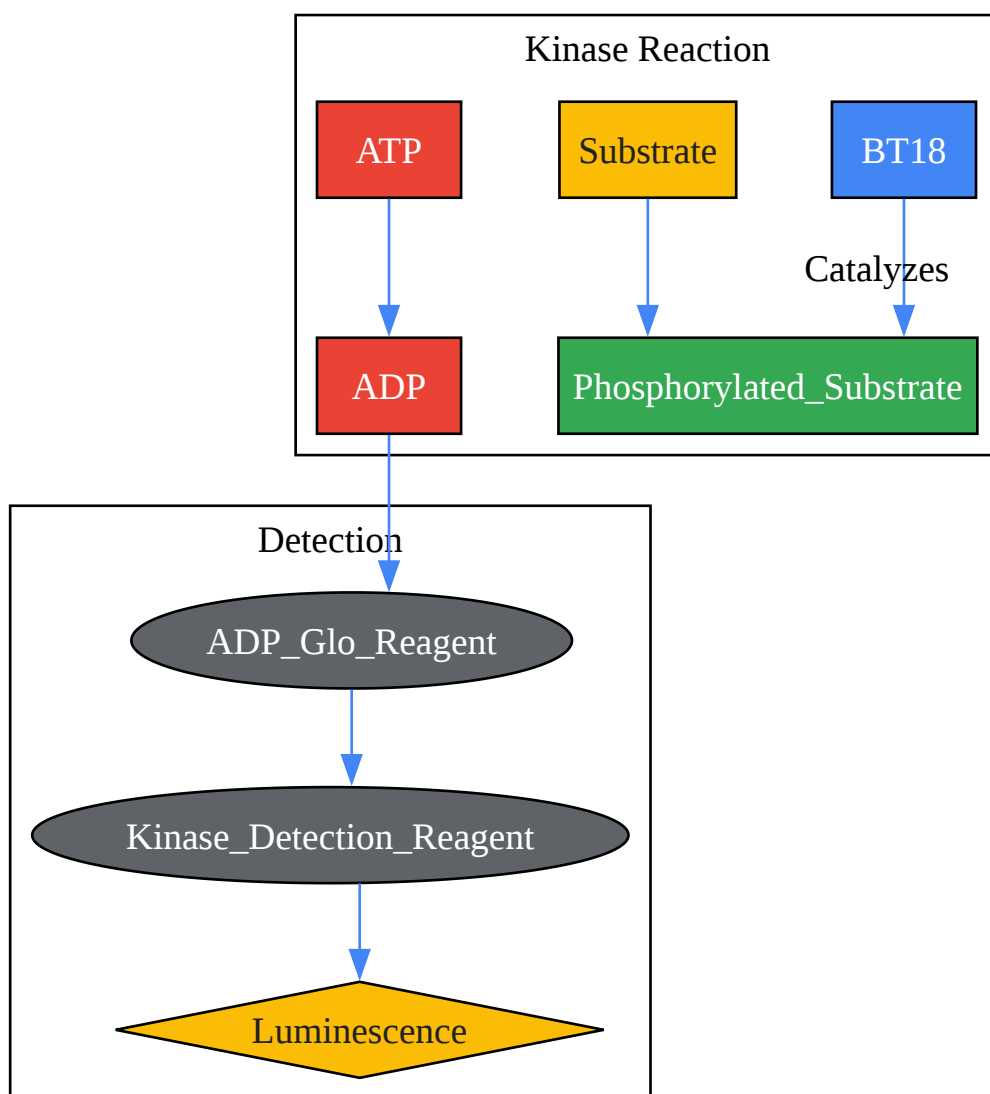 Kinase Reaction
ATP
Substrate
BT18
Catalyzes
ADP
Phosphorylated_Substrate
Detection
ADP_Glo_Reagent
Kinase_Detection_Reagent
Luminescence